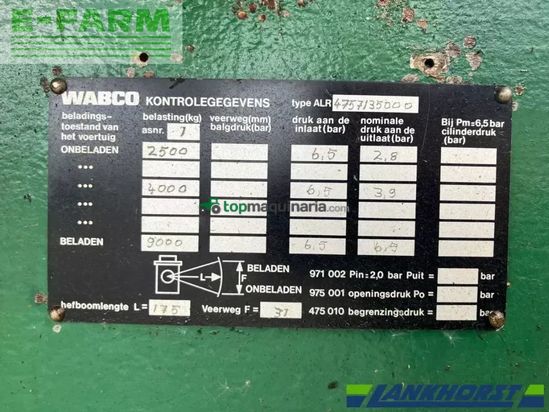 E-FARM
WABCO KONTROLEGEGEVENS type ALR 4757135000
beladings- toestand van het voertuig belasting(kg) asnr. 1 veerweg(mm) balgdruk(bar) druk aan de inlaat(bar) nominale druk aan de uitlaat(bar) Bij Pm=6,5bar cilinderdruk (bar)
ONBELADEN 2500 6,5 2,8
•••
••• 4000 6,5 3,9
•••
•••
BELADEN 9000 6,5 6,5
topmaquinaria.com
L F BELADEN ONBELADEN
971 002 Pin=2,0 bar Puit = bar
975 001 openingsdruk Po = bar
475 010 begrenzingsdruk = bar
hefboomlengte L = 175 Veerweg F = 31
LANKHORST